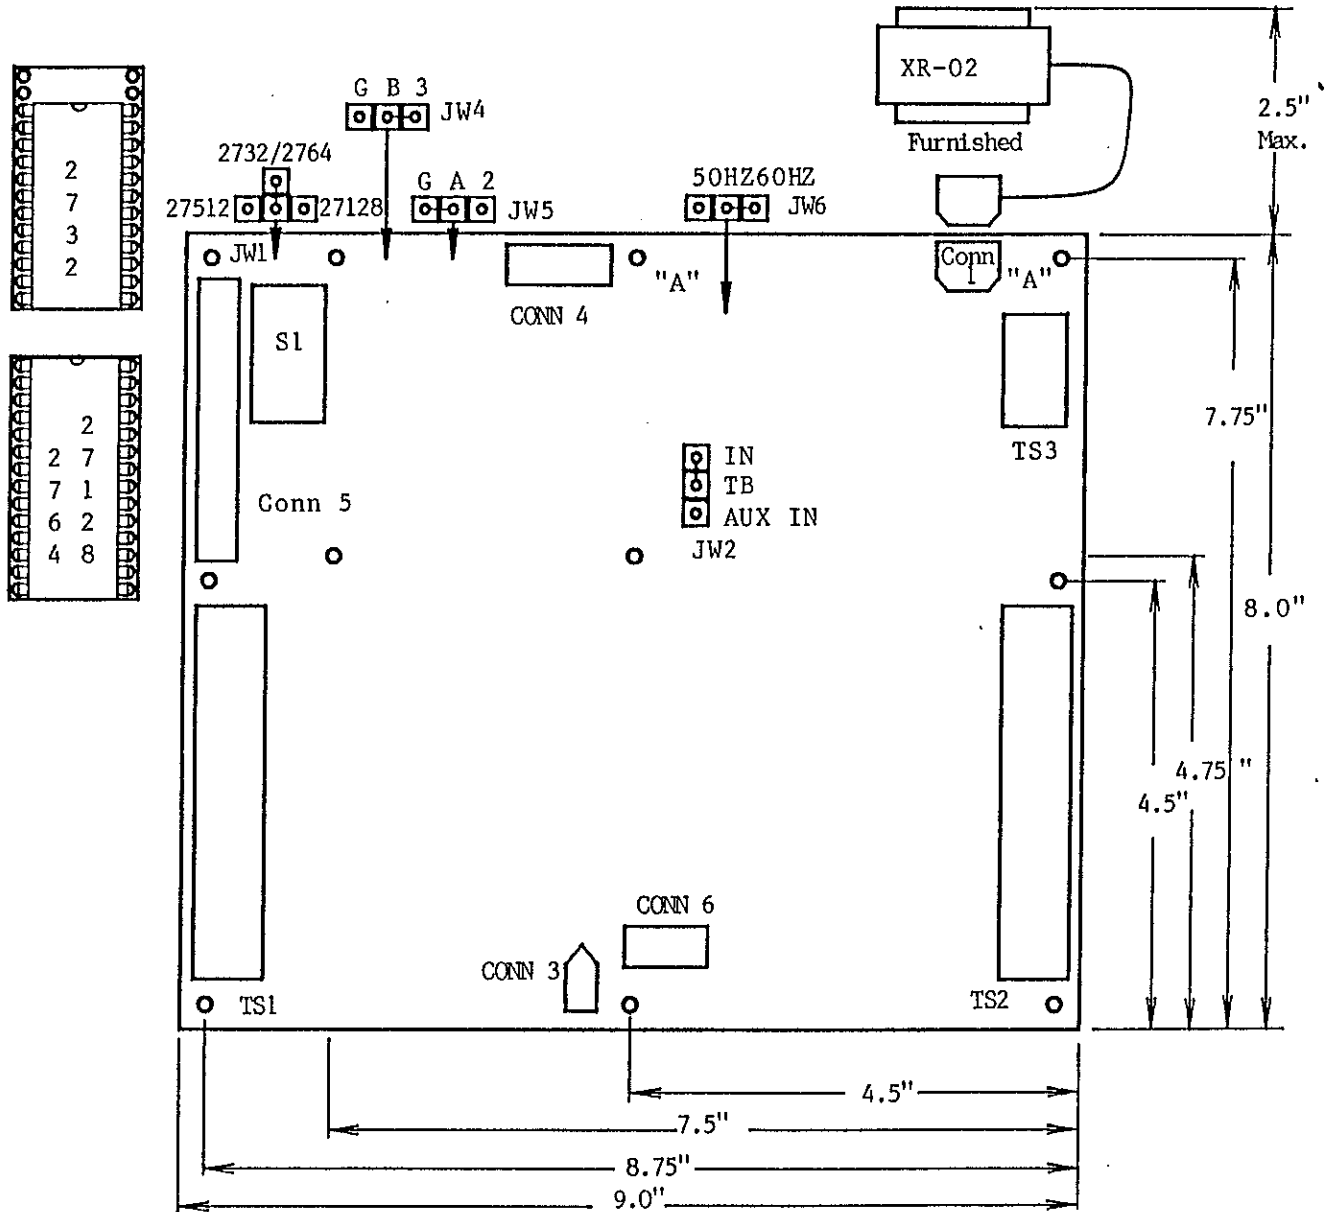 XR-02
Furnished
2.5"
Max.
G B 3
JW4
2732/2764
27512
27128
G A 2
JW5
50HZ60HZ
JW6
2
7
3
2
JW1
"A"
Conn
1
"A"
CONN 4
S1
TS3
7.75"
2
2 7
7 1
6 2
4 8
Conn 5
IN
TB
AUX IN
JW2
8.0"
4.75 "
4.5"
CONN 6
CONN 3
TS1
TS2
4.5"
7.5"
8.75"
9.0"